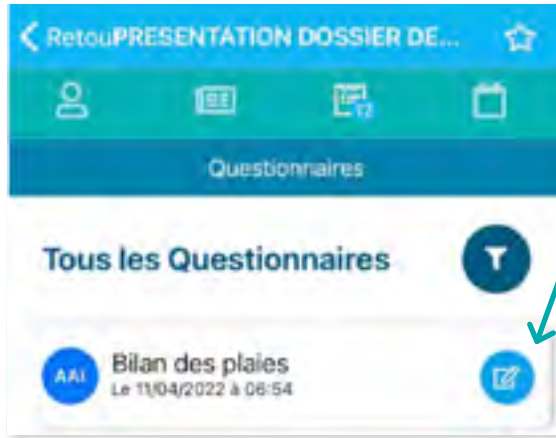 RetouPRESENTATION DOSSIER DE...
Questionnaires
Tous les Questionnaires
AAI
Bilan des plaies
Le 11/04/2022 à 06:54